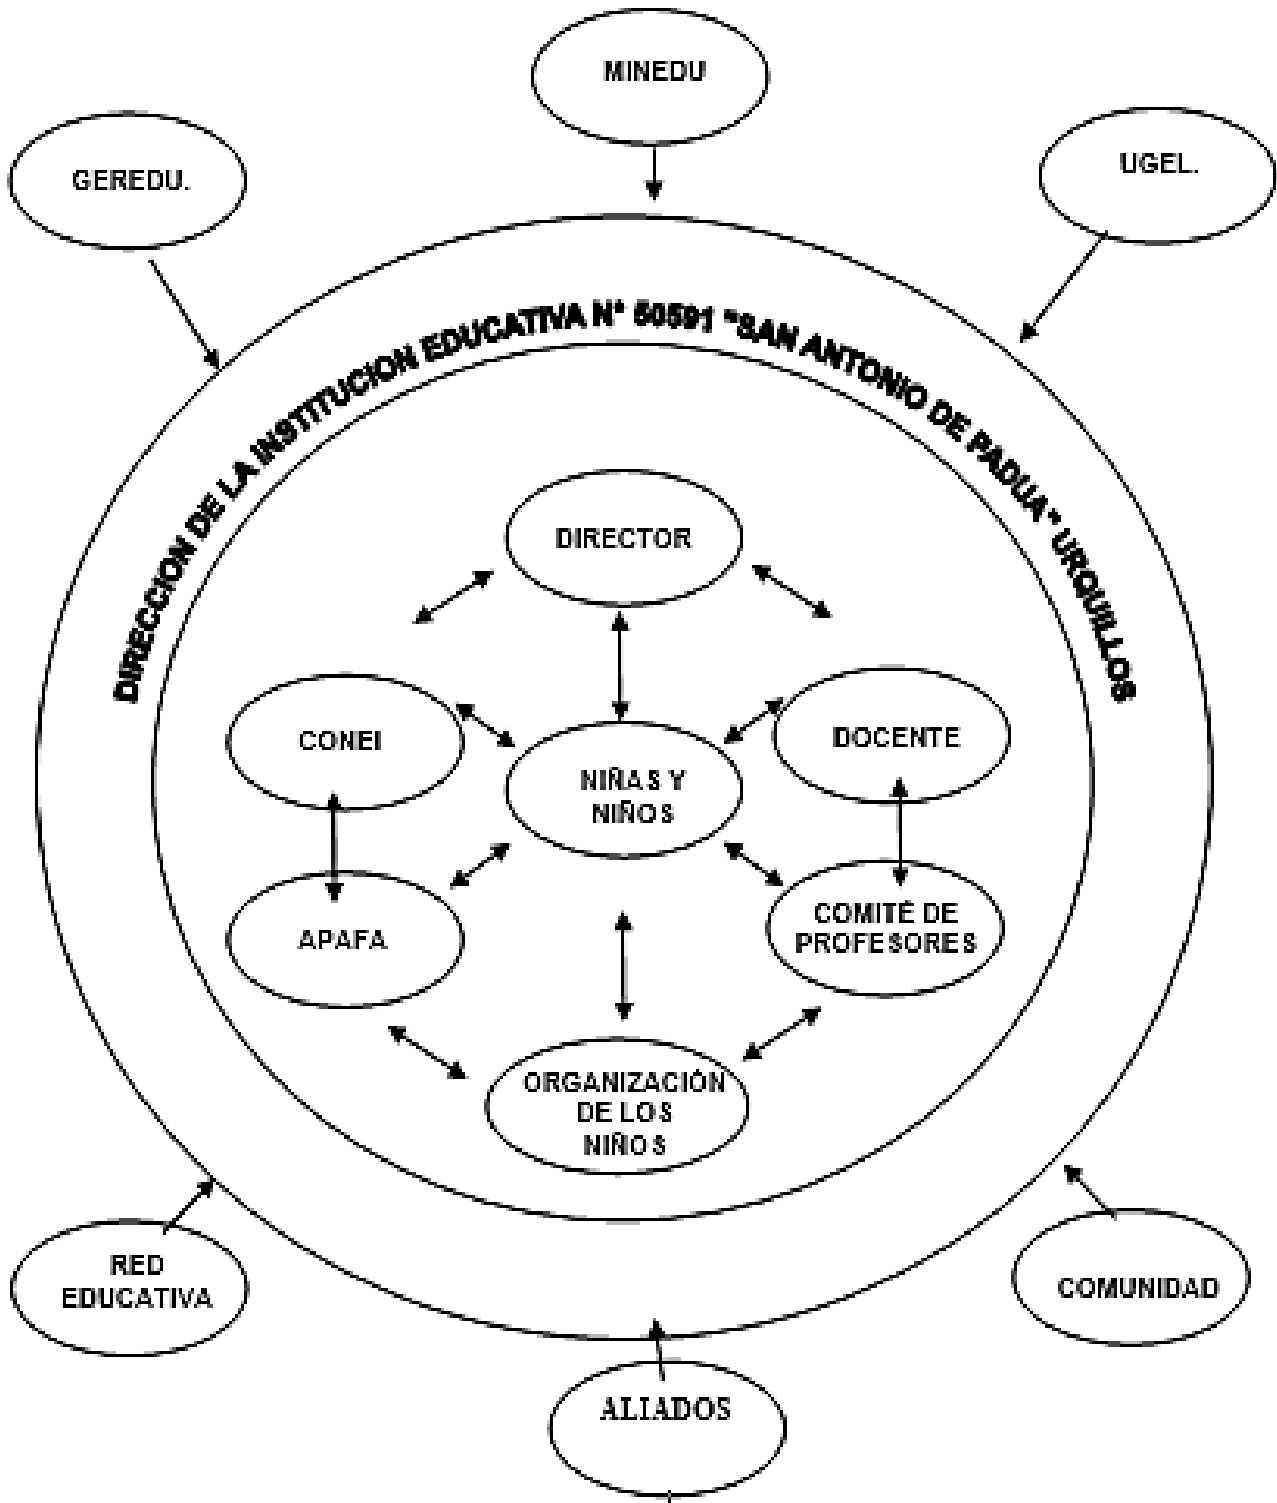 MINEDU
GEREDU.
UGEL.
DIRECCION DE LA INSTITUCION EDUCATIVA N° 50591 "SAN ANTONIO DE PADUA" URQUILLOS
DIRECTOR
CONEI
DOCENTE
NIÑAS Y
NIÑOS
APAFA
COMITÉ DE
PROFESORES
ORGANIZACIÓN
DE LOS
NIÑOS
RED
EDUCATIVA
COMUNIDAD
ALIADOS